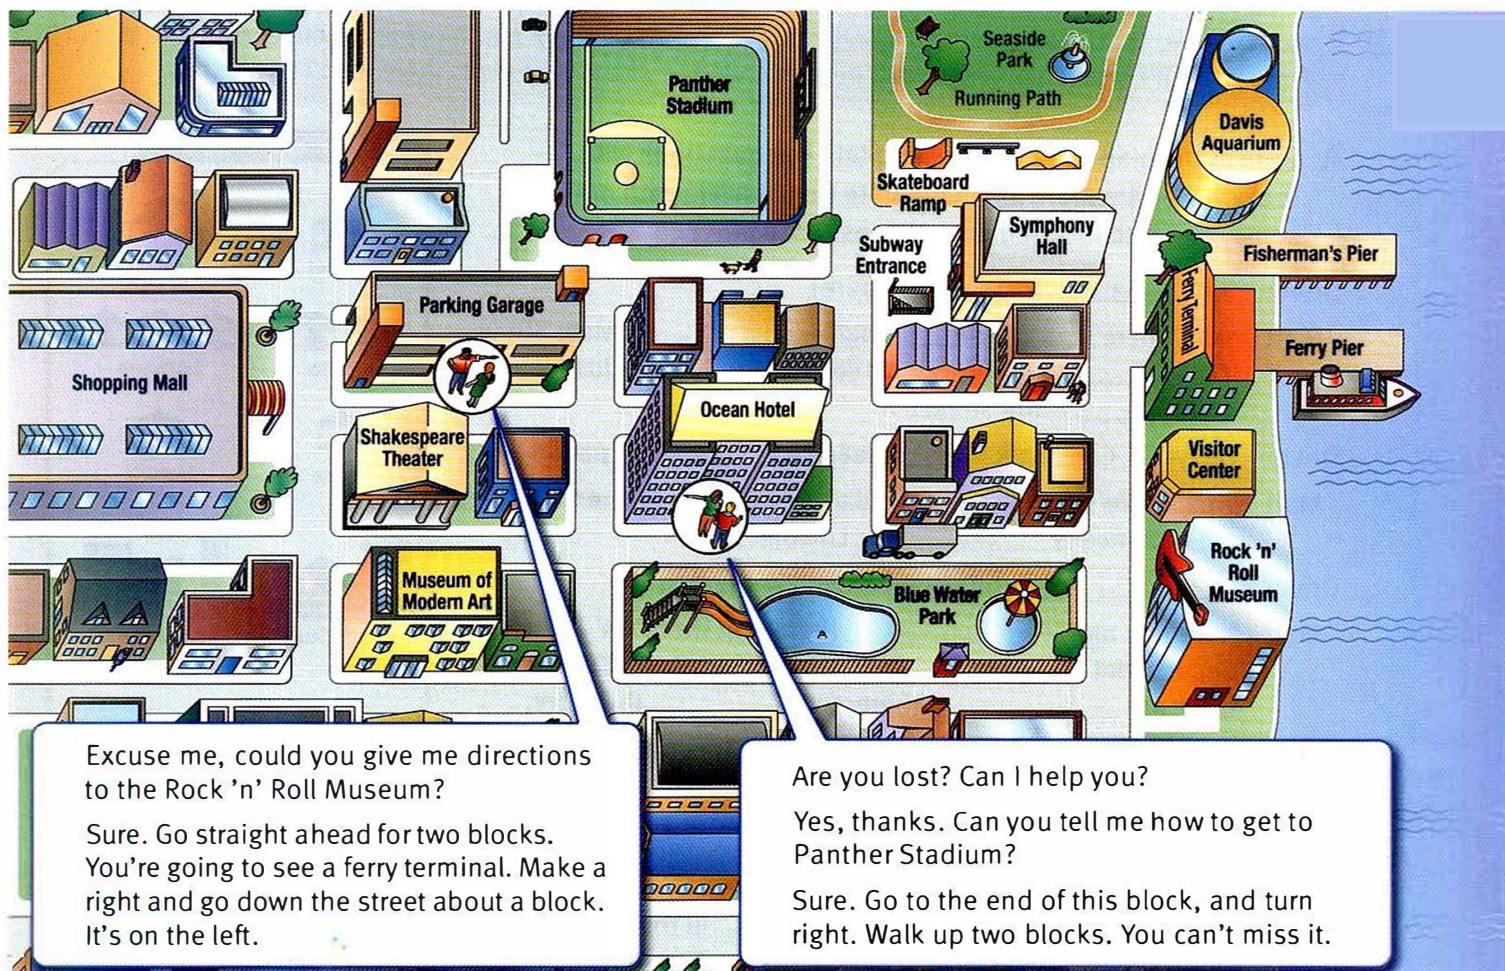 Panther
Stadium
Seaside
Park
Running Path
Davis
Aquarium
Skateboard
Ramp
Symphony
Hall
Subway
Entrance
Fisherman's Pier
Ferry Terminal
Parking Garage
Ferry Pier
Shopping Mall
Ocean Hotel
Shakespeare
Theater
Visitor
Center
Rock 'n'
Roll
Museum
Museum of
Modern Art
Blue Water
Park
A
Excuse me, could you give me directions
to the Rock 'n' Roll Museum?
Sure. Go straight ahead for two blocks.
You're going to see a ferry terminal. Make a
right and go down the street about a block.
It's on the left.
Are you lost? Can I help you?
Yes, thanks. Can you tell me how to get to
Panther Stadium?
Sure. Go to the end of this block, and turn
right. Walk up two blocks. You can't miss it.